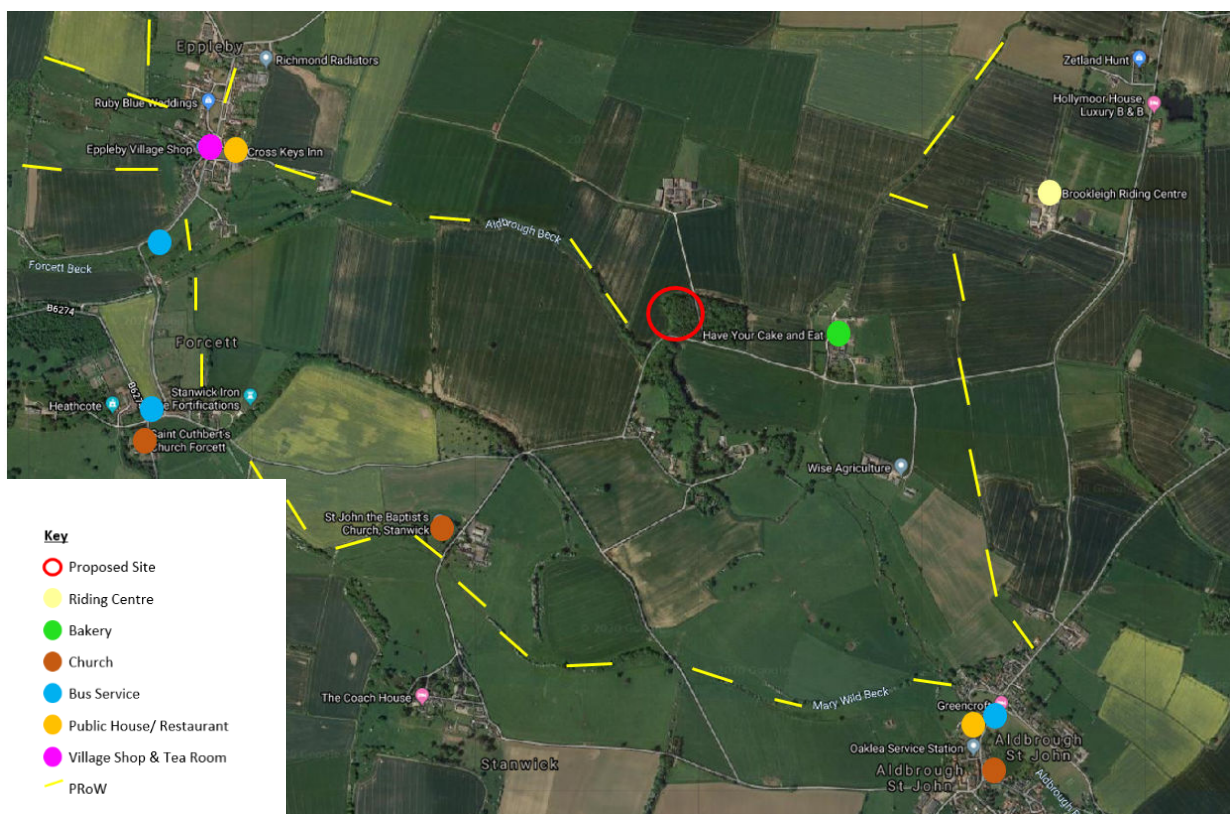 Eppleby
Richmond Radiators
Zetland Hunt
Ruby Blue Weddings
Hollymoor House,
Luxury B & B
Eppleby Village Shop
Cross Keys Inn
Brookleigh Riding Centre
Aldbrough Beck
Forcett Beck
B6274
Have Your Cake and Eat
Forcett
B627
Stanwick Iron
e Fortifications
Heathcote
Saint Cuthbert's
Church Forcett
Wise Agriculture
St John the Baptist's
Church, Stanwick
Key
Proposed Site
Riding Centre
Bakery
Church
Bus Service
Public House/ Restaurant
Village Shop & Tea Room
PRoW
The Coach House
Mary Wild Beck
Greencroft
Oaklea Service Station
Aldbrough
St John
Stanwick
Aldbrough
St John
Aldbrough